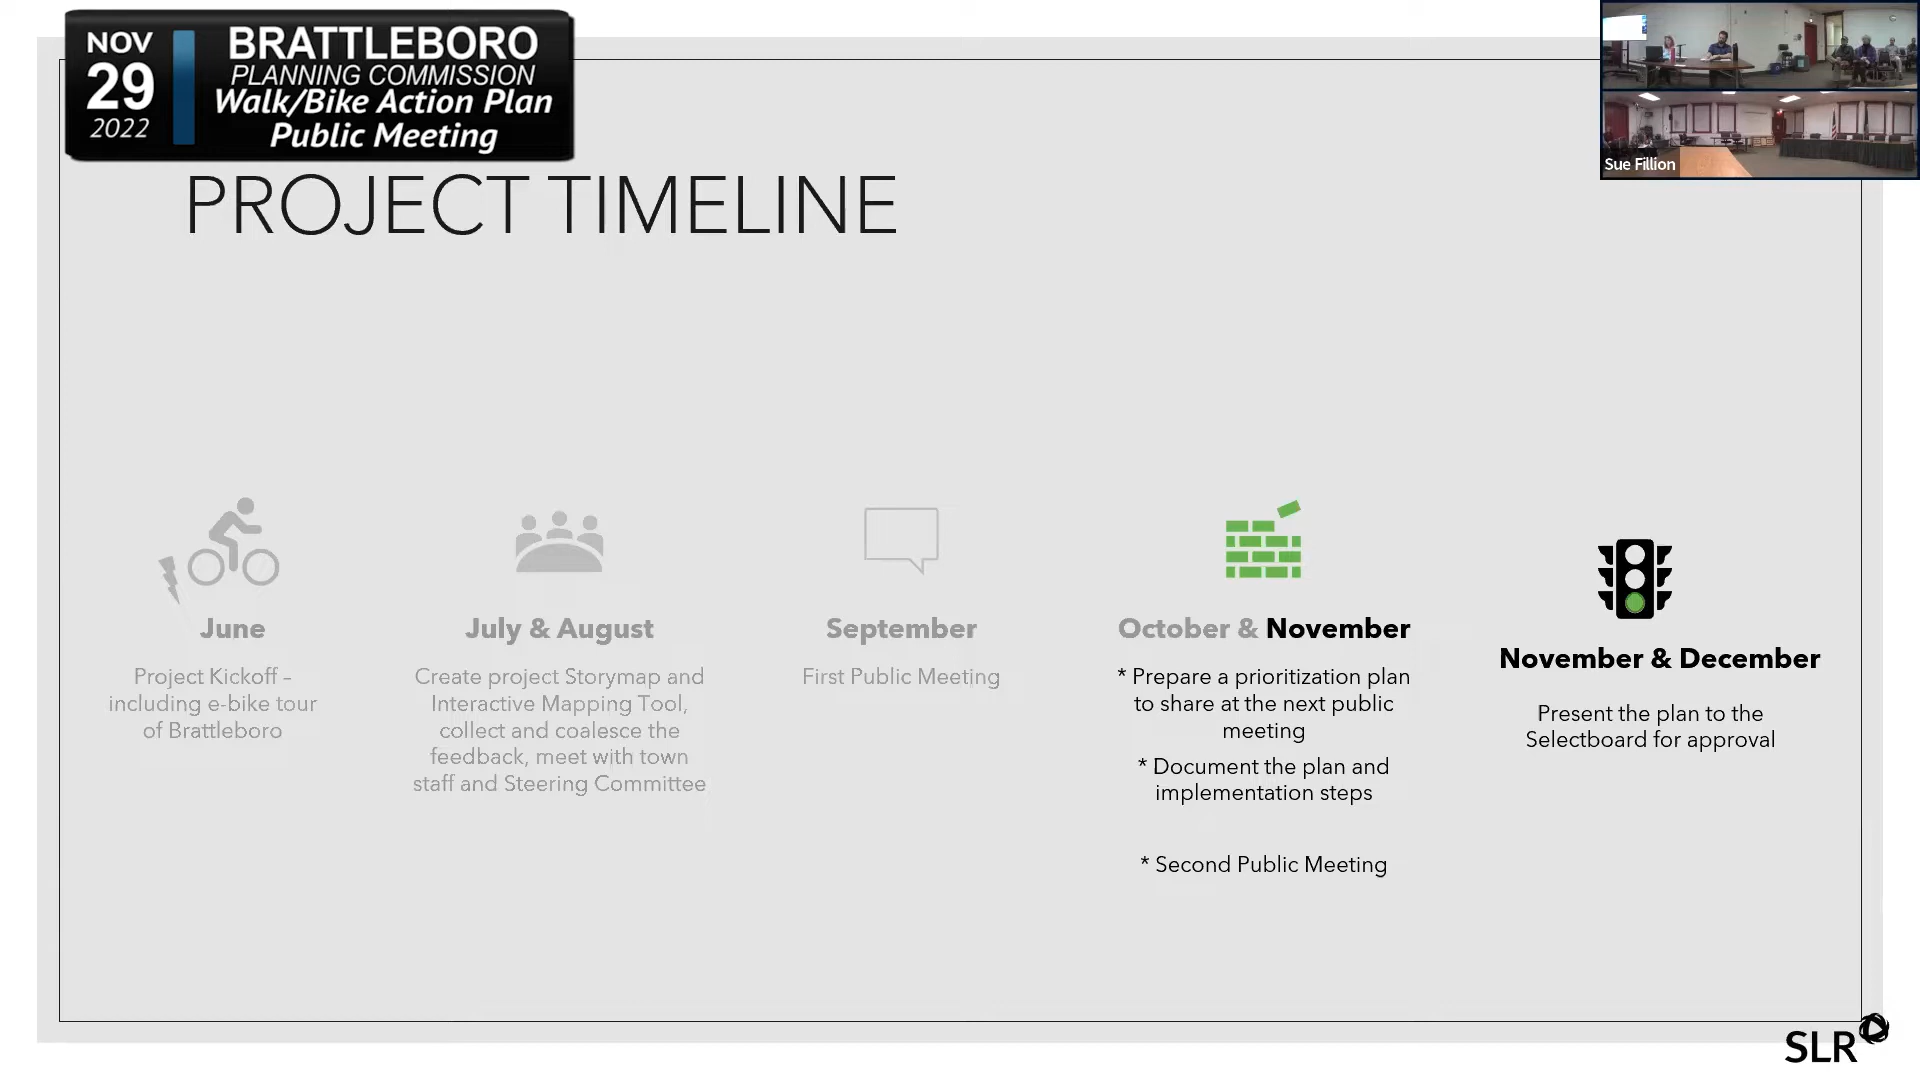 NOV
29
2022
BRATTLEBORO
PLANNING COMMISSION
Walk/Bike Action Plan
Public Meeting
Sue Fillion
PROJECT TIMELINE
June
Project Kickoff –
including e-bike tour
of Brattleboro
July & August
Create project Storymap and
Interactive Mapping Tool,
collect and coalesce the
feedback, meet with town
staff and Steering Committee
September
First Public Meeting
October & November
* Prepare a prioritization plan
to share at the next public
meeting
* Document the plan and
implementation steps
* Second Public Meeting
November & December
Present the plan to the
Selectboard for approval
SLR